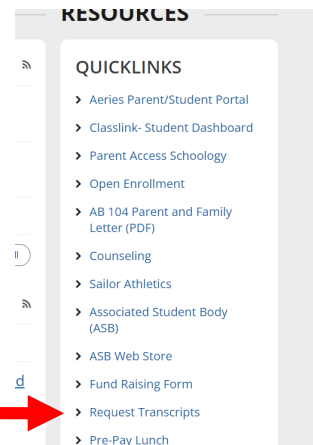 RESOURCES
QUICKLINKS
Aeries Parent/Student Portal
Classlink- Student Dashboard
Parent Access Schoology
Open Enrollment
AB 104 Parent and Family
Letter (PDF)
Counseling
Sailor Athletics
Associated Student Body
(ASB)
ASB Web Store
d
Fund Raising Form
Request Transcripts
Pre-Pay Lunch